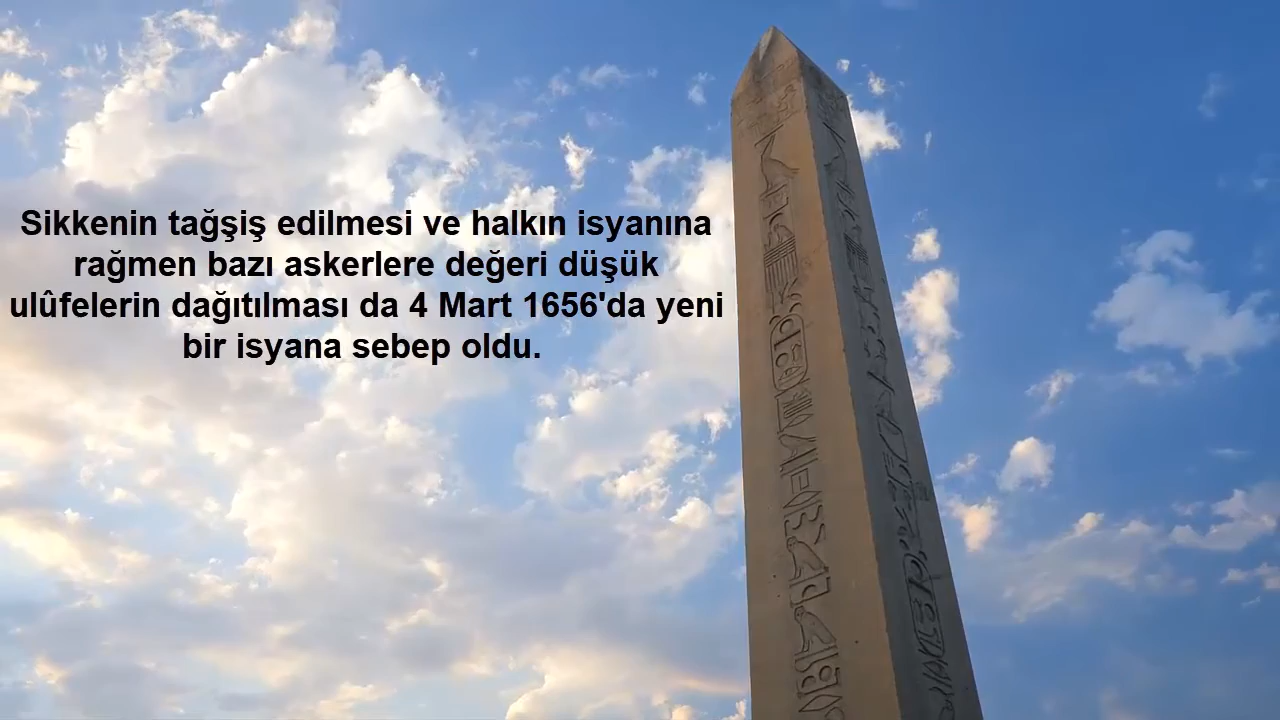 Sikkenin tağşiş edilmesi ve halkın isyanına
rağmen bazı askerlere değeri düşük
ulûfelerin dağıtılması da 4 Mart 1656'da yeni
bir isyana sebep oldu.